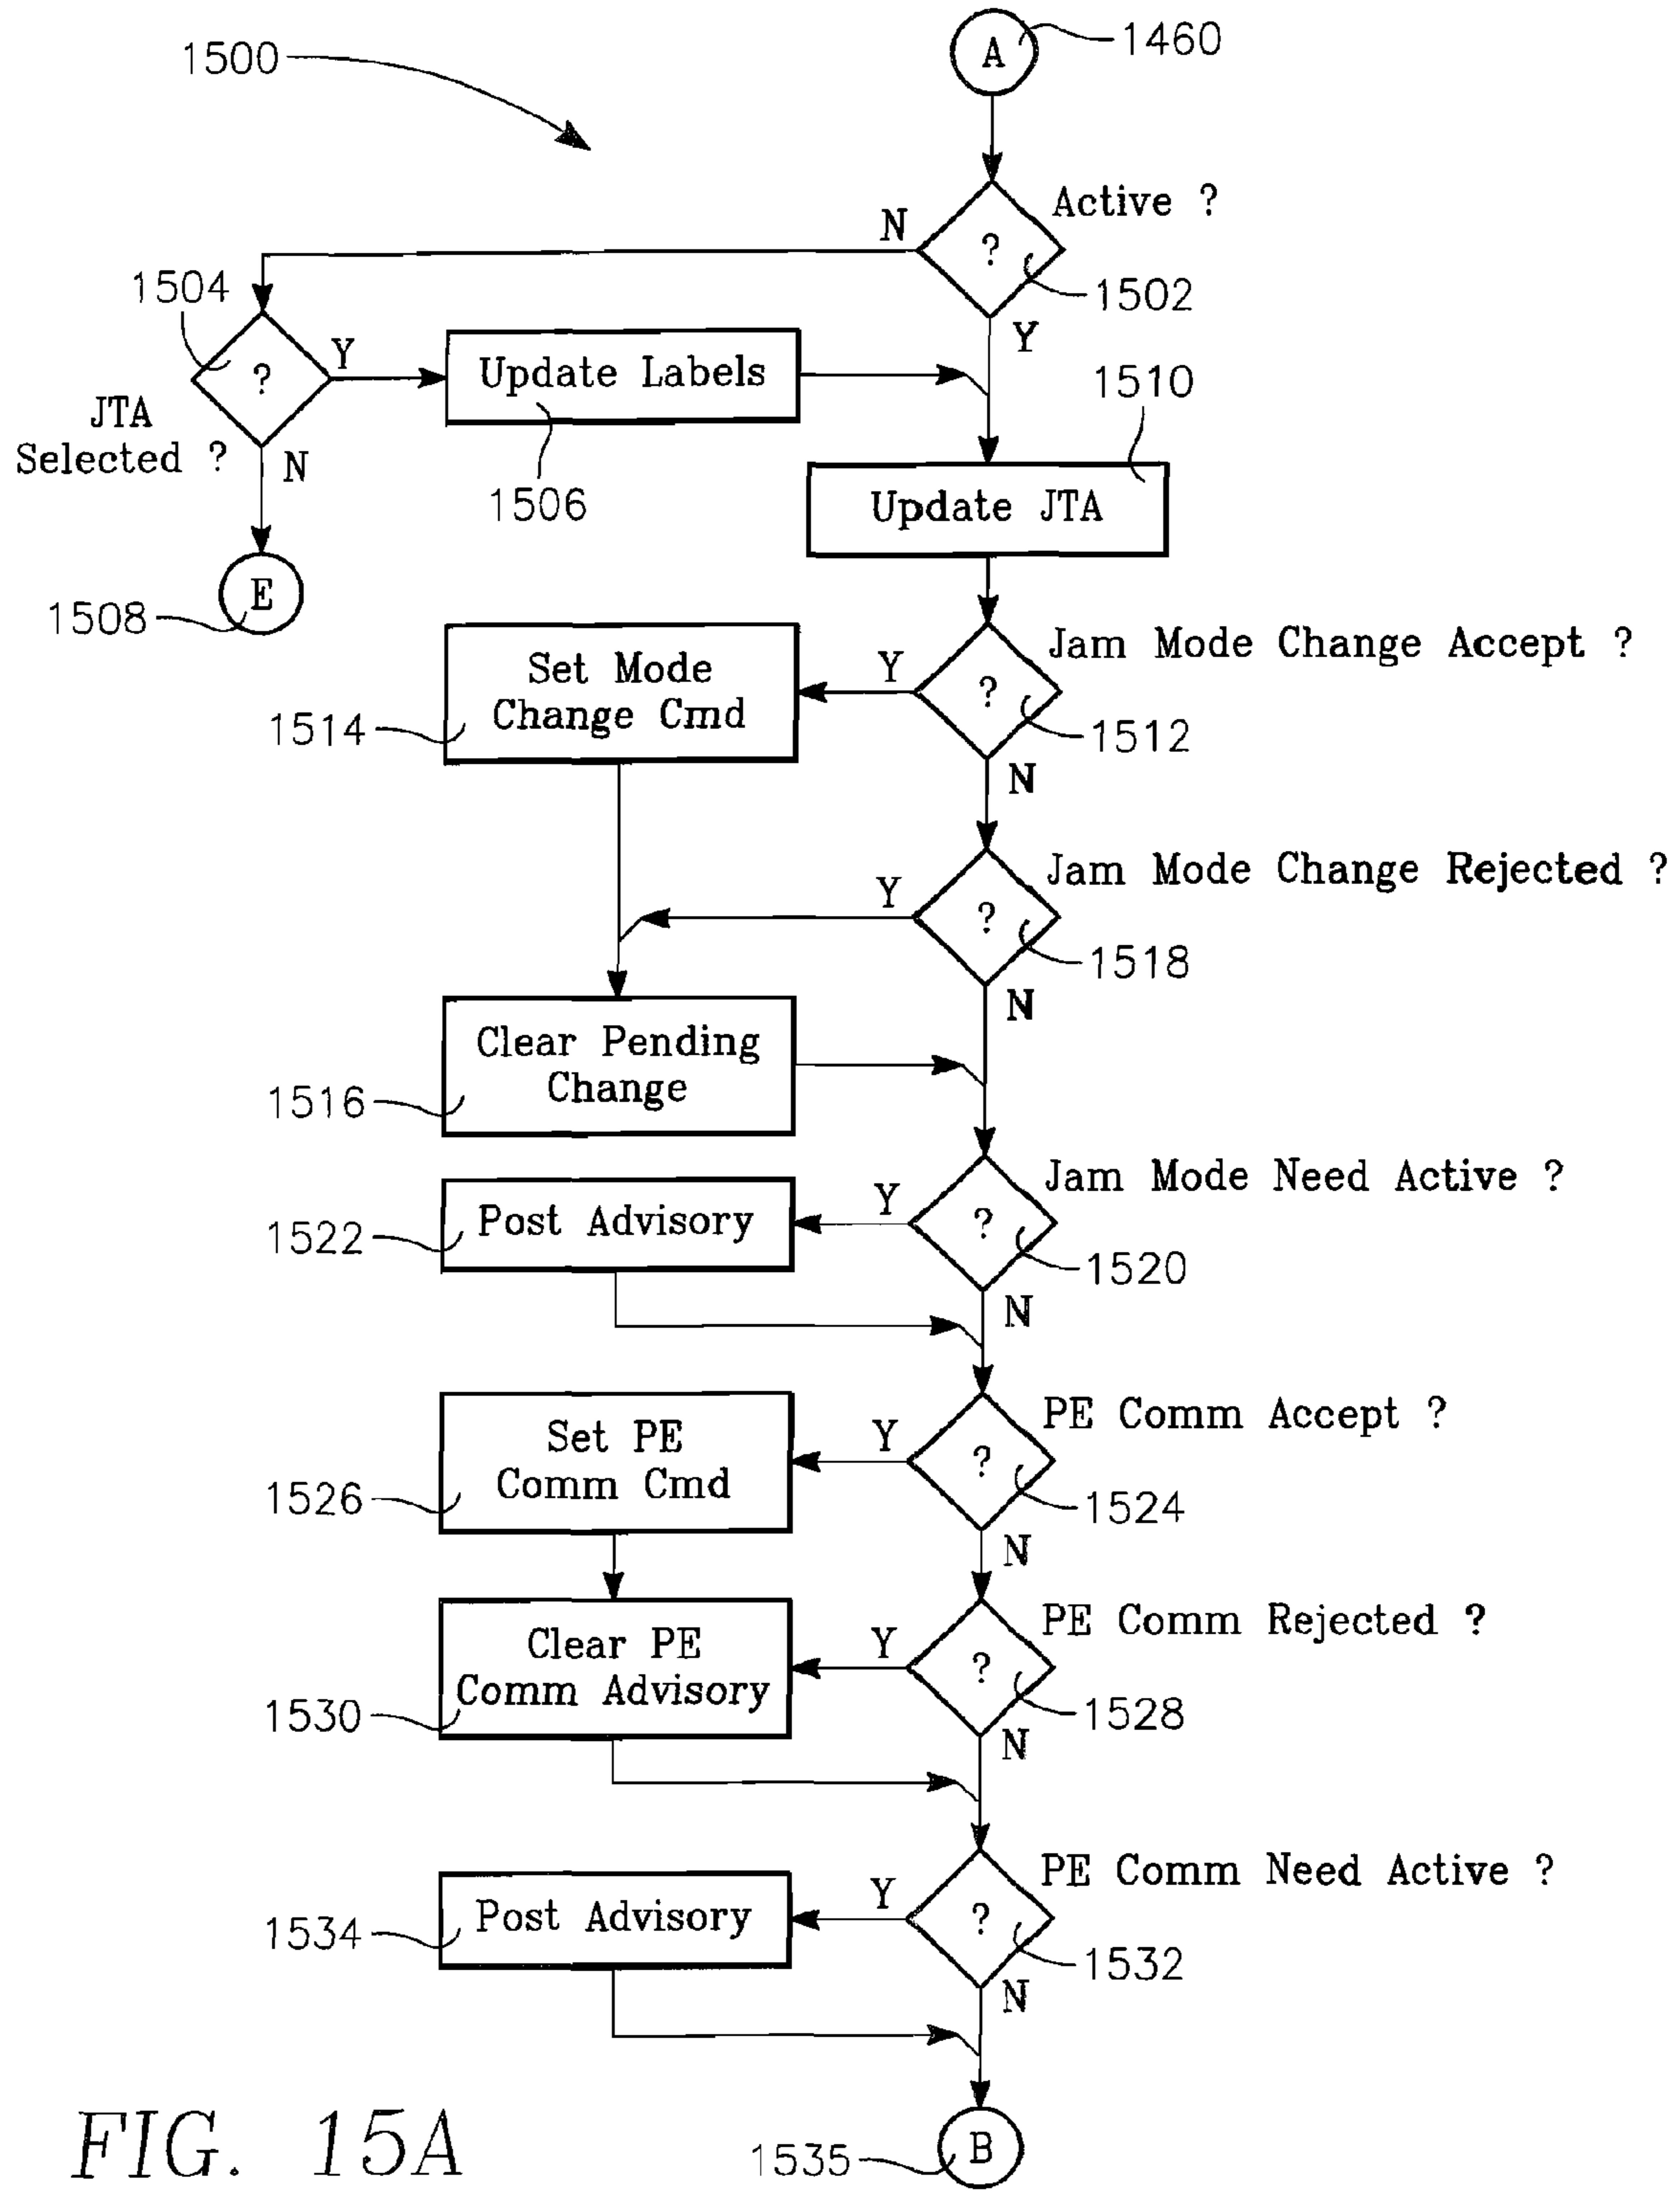 1500
A
1460
Active ?
N
?
1502
Y
1504
?
Y
JTA
Selected ?
N
Update Labels
1506
1510
Update JTA
E
1508
Jam Mode Change Accept ?
Y
?
1512
N
Set Mode
Change Cmd
1514
Jam Mode Change Rejected ?
Y
?
1518
N
Clear Pending
Change
1516
Jam Mode Need Active ?
Y
?
1520
N
Post Advisory
1522
PE Comm Accept ?
Y
?
1524
N
Set PE
Comm Cmd
1526
PE Comm Rejected ?
Y
?
1528
N
Clear PE
Comm Advisory
1530
PE Comm Need Active ?
Y
?
1532
N
Post Advisory
1534
B
1535
FIG. 15A